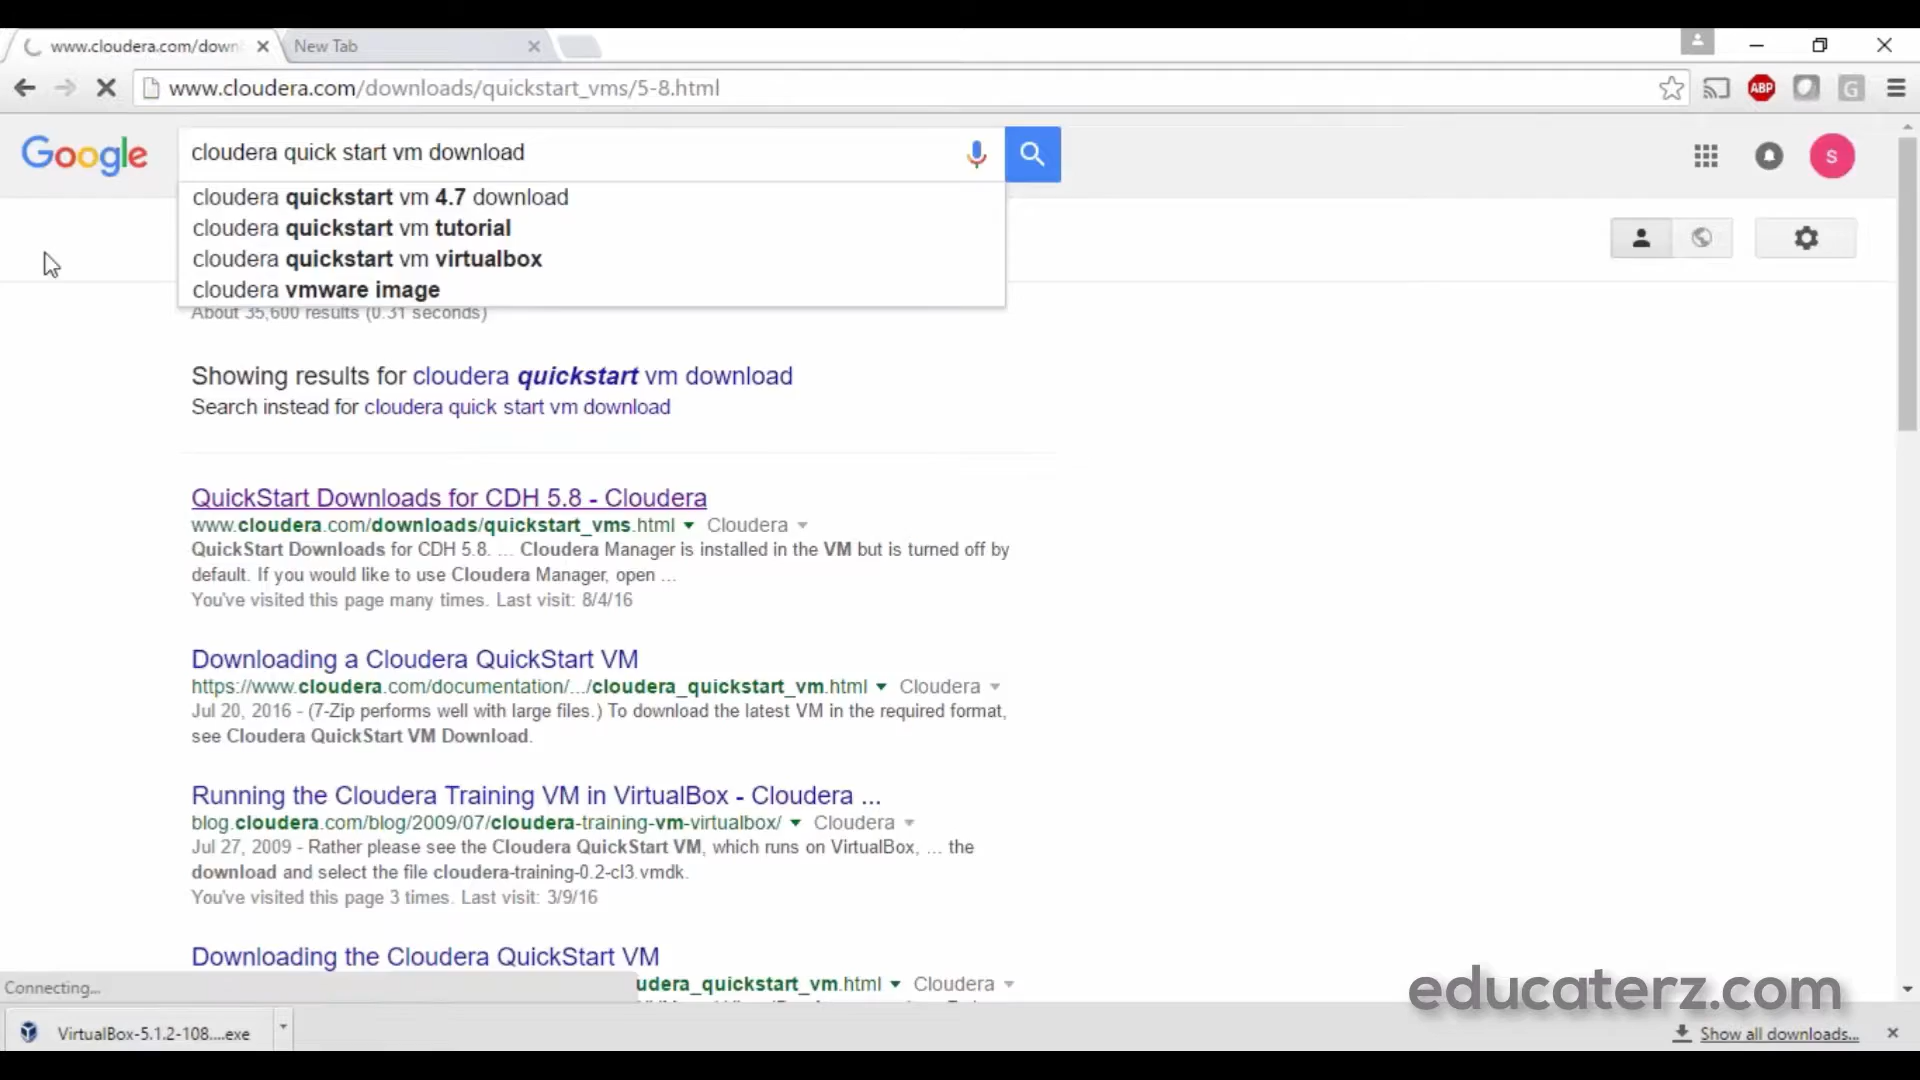 www.cloudera.com/down
New Tab
www.cloudera.com/downloads/quickstart_vms/5-8.html
ABP
G
Google
cloudera quick start vm download
S
cloudera quickstart vm 4.7 download
cloudera quickstart vm tutorial
cloudera quickstart vm virtualbox
cloudera vmware image
About 35,600 results (0.31 seconds)
Showing results for cloudera quickstart vm download
Search instead for cloudera quick start vm download
QuickStart Downloads for CDH 5.8 - Cloudera
www.cloudera.com/downloads/quickstart_vms.html Cloudera
QuickStart Downloads for CDH 5.8. ... Cloudera Manager is installed in the VM but is turned off by
default. If you would like to use Cloudera Manager, open ...
You've visited this page many times. Last visit: 8/4/16
Downloading a Cloudera QuickStart VM
https://www.cloudera.com/documentation/.../cloudera_quickstart_vm.html Cloudera
Jul 20, 2016 - (7-Zip performs well with large files.) To download the latest VM in the required format,
see Cloudera QuickStart VM Download.
Running the Cloudera Training VM in VirtualBox - Cloudera ...
blog.cloudera.com/blog/2009/07/cloudera-training-vm-virtualbox/ Cloudera
Jul 27, 2009 - Rather please see the Cloudera QuickStart VM, which runs on VirtualBox, ... the
download and select the file cloudera-training-0.2-cl3.vmdk.
You've visited this page 3 times. Last visit: 3/9/16
Downloading the Cloudera QuickStart VM
Connecting...
udera_quickstart_vm.html Cloudera
educaterz.com
VirtualBox-5.1.2-108....exe
Show all downloads...